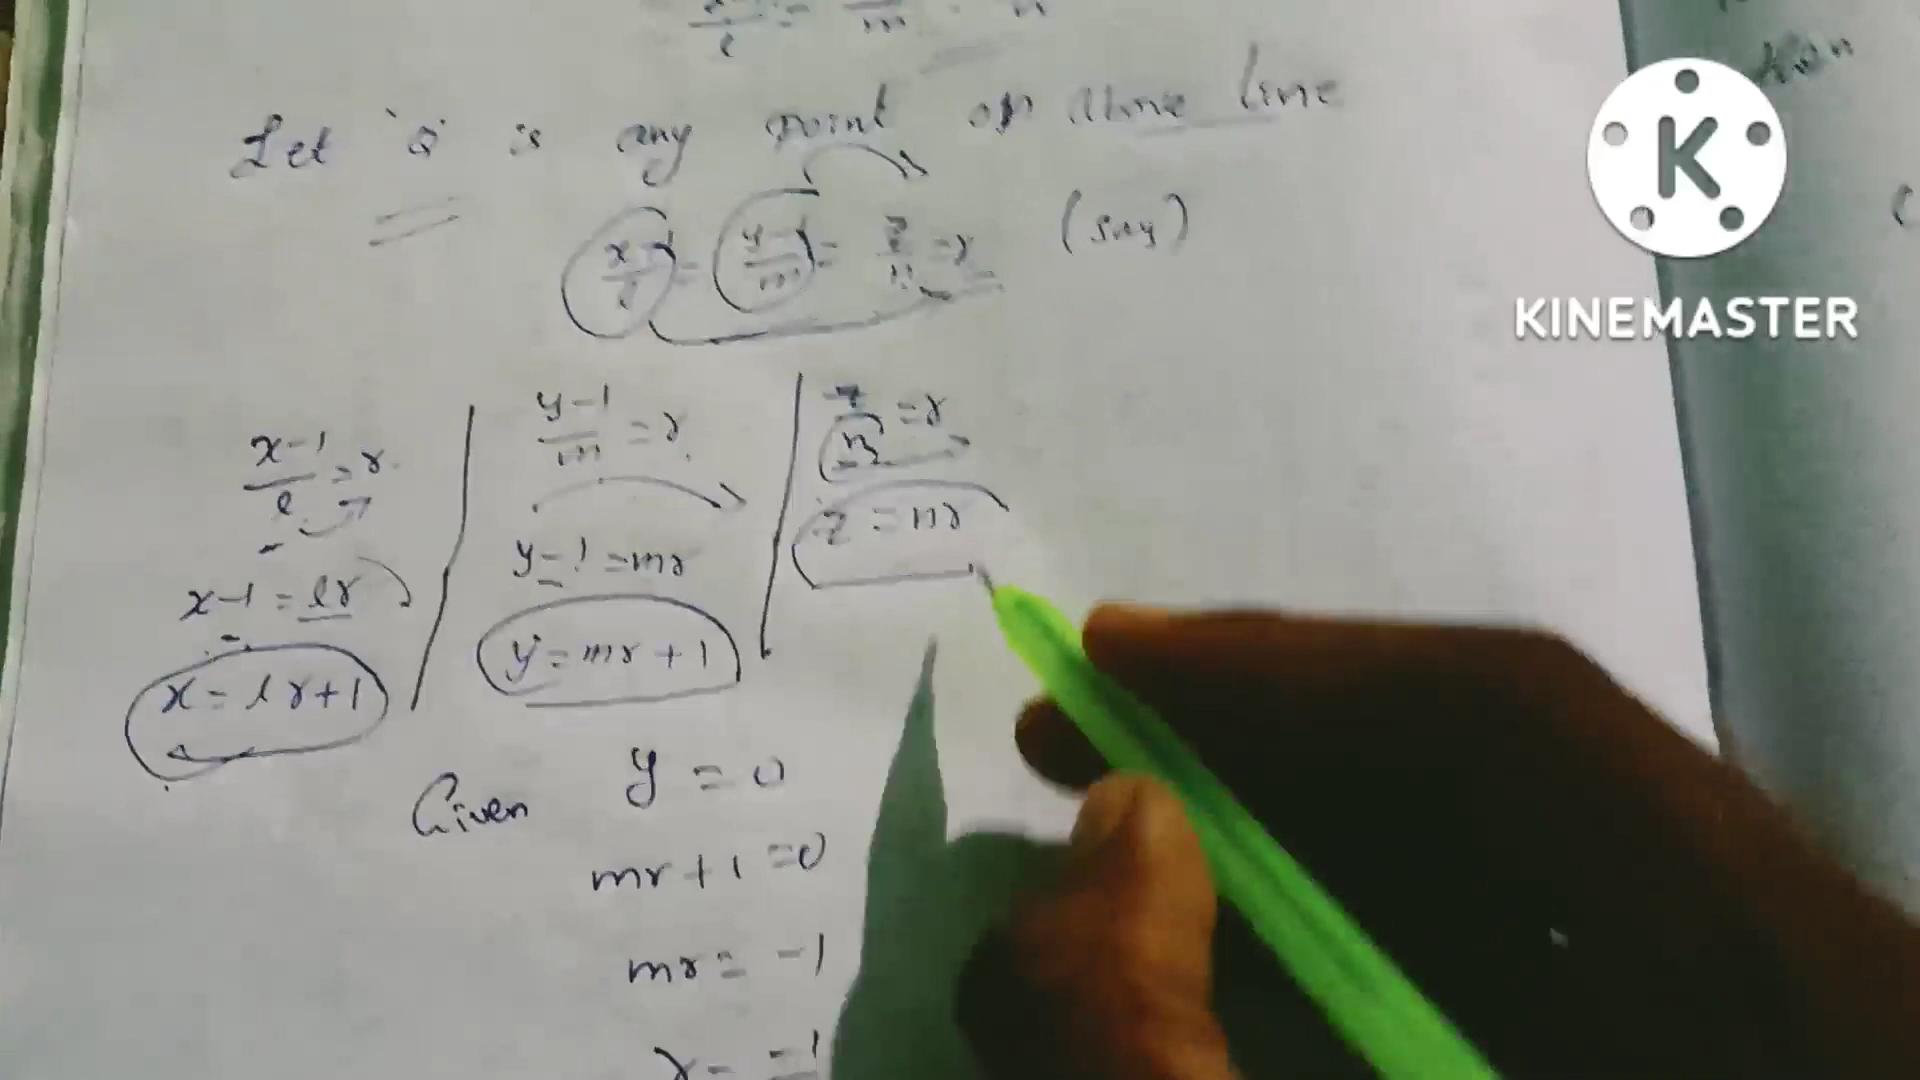 Let 'Q' is any point on above line
x-1/l = y-1/m = z/n = r (say)
x-1/l = r
x-1 = lr
x = lr+1
y-1/m = r
y-1 = mr
y = mr+1
z/n = r
z = nr
Given y = 0
mr+1 = 0
mr = -1
K
KINEMASTER